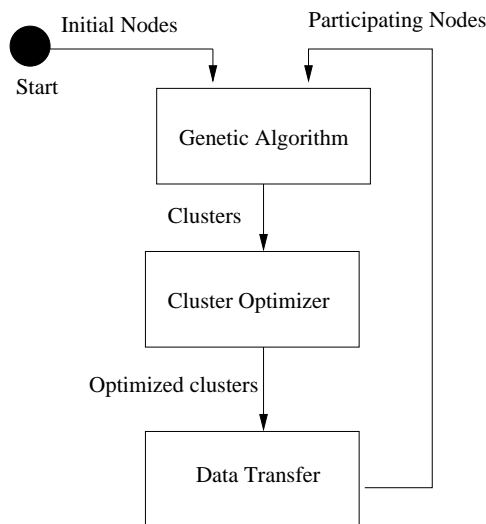 Participating Nodes
Initial Nodes
Start
Genetic Algorithm
Clusters
Cluster Optimizer
Optimized clusters
Data Transfer